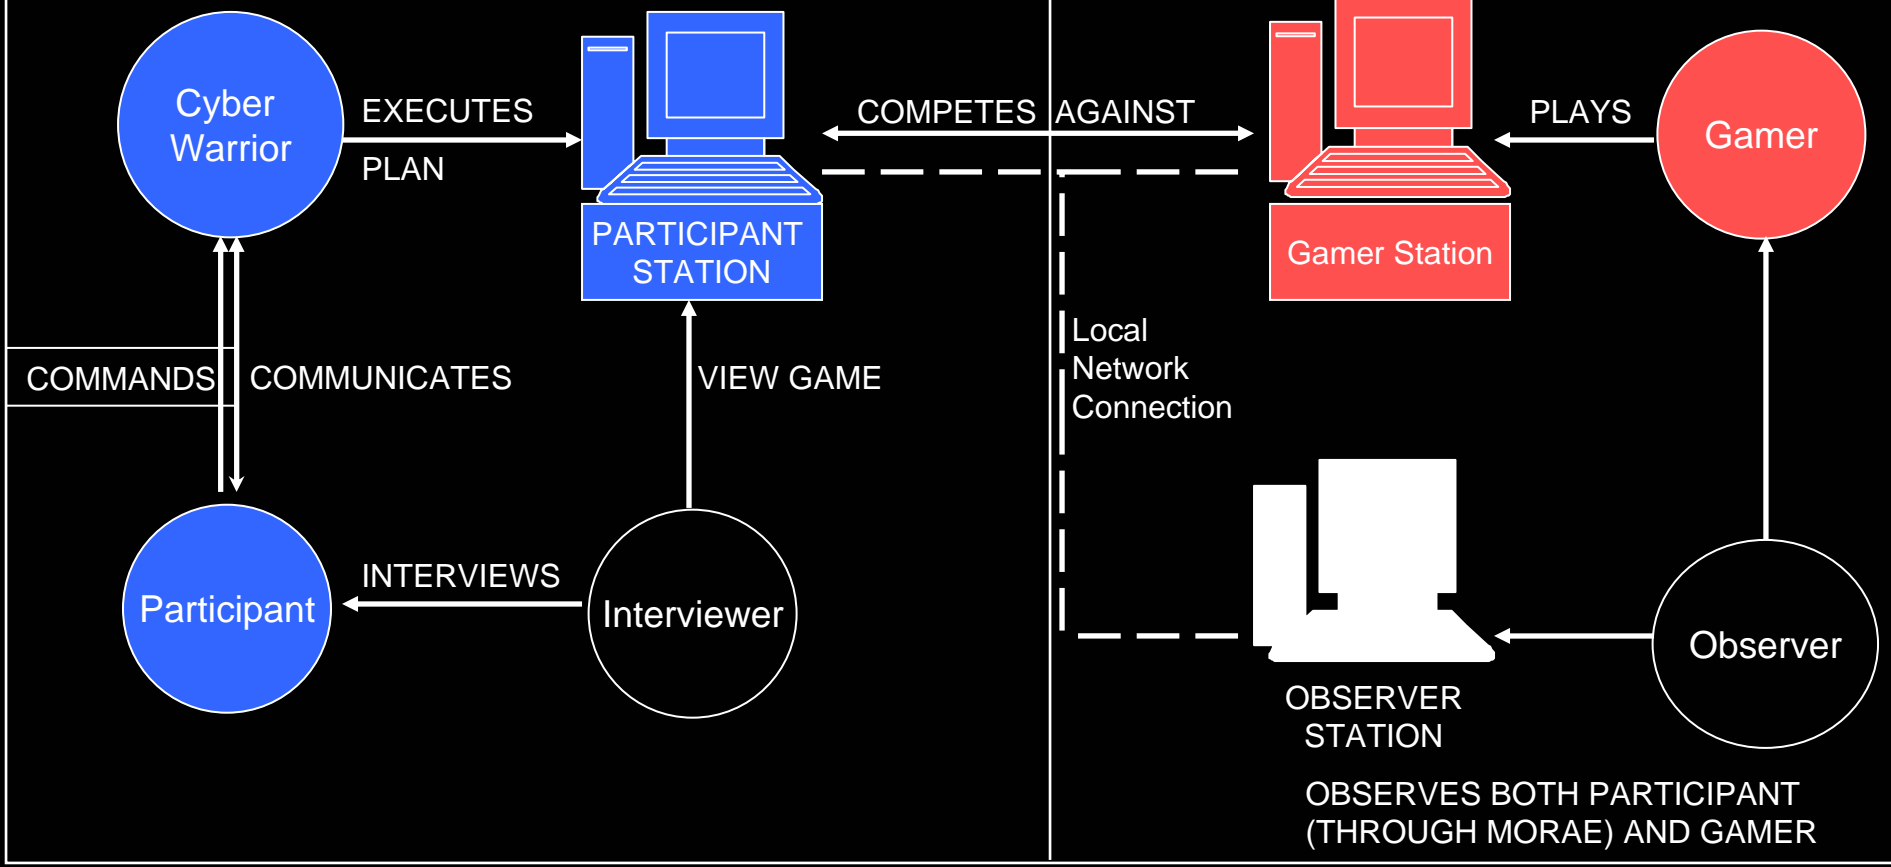 Cyber
Warrior
EXECUTES
PLAN
PARTICIPANT
STATION
COMPETES AGAINST
Gamer Station
PLAYS
Gamer
COMMANDS
COMMUNICATES
VIEW GAME
Local
Network
Connection
Participant
INTERVIEWS
Interviewer
Observer
OBSERVER
STATION
OBSERVES BOTH PARTICIPANT
(THROUGH MORAE) AND GAMER